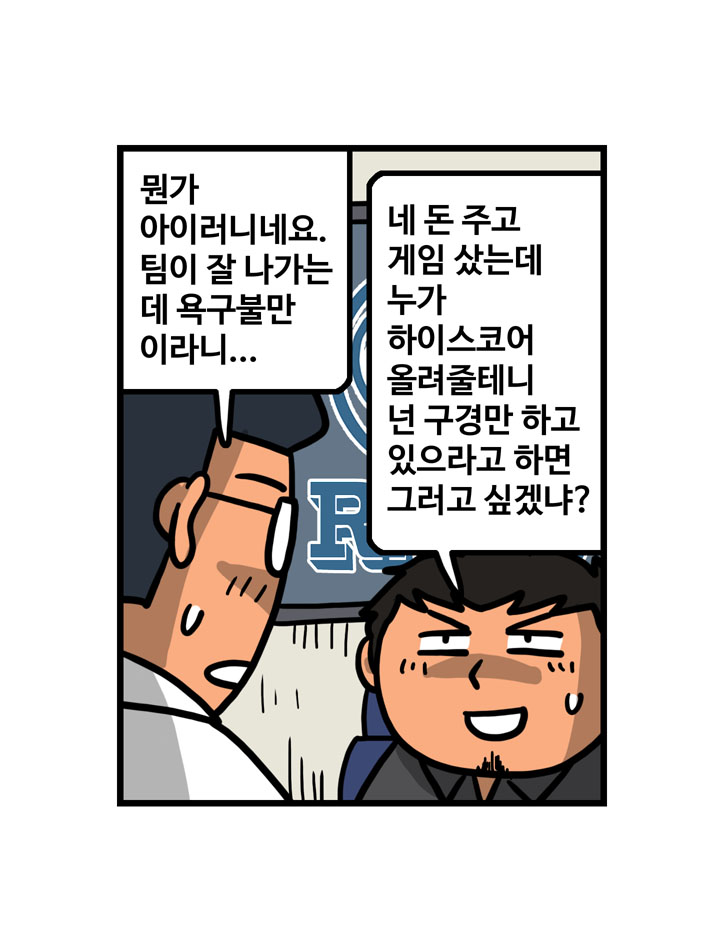 뭔가
아이러니네요.
팀이 잘 나가는
데 욕구불만
이라니...
네 돈 주고
게임 샀는데
누가
하이스코어
올려줄테니
넌 구경만 하고
있으라고 하면
그러고 싶겠냐?
R